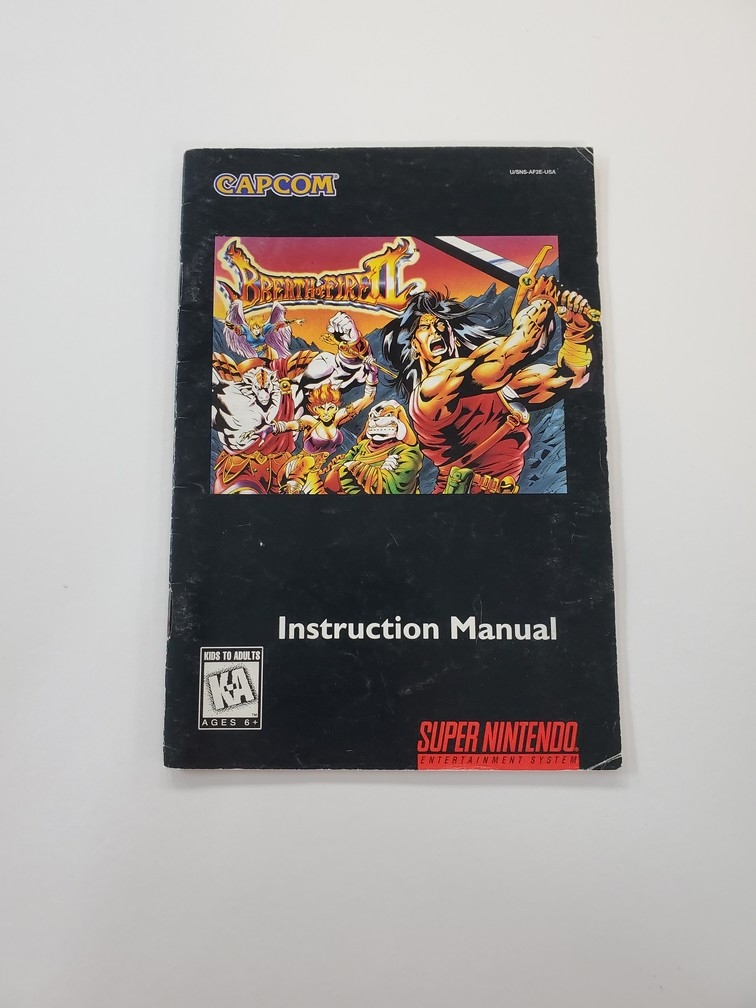 CAPCOM
U/SNS-AF2E-USA
BREATH OF FIRE II
Instruction Manual
KIDS TO ADULTS
K-A
AGES 6+
SUPER NINTENDO
ENTERTAINMENT SYSTEM